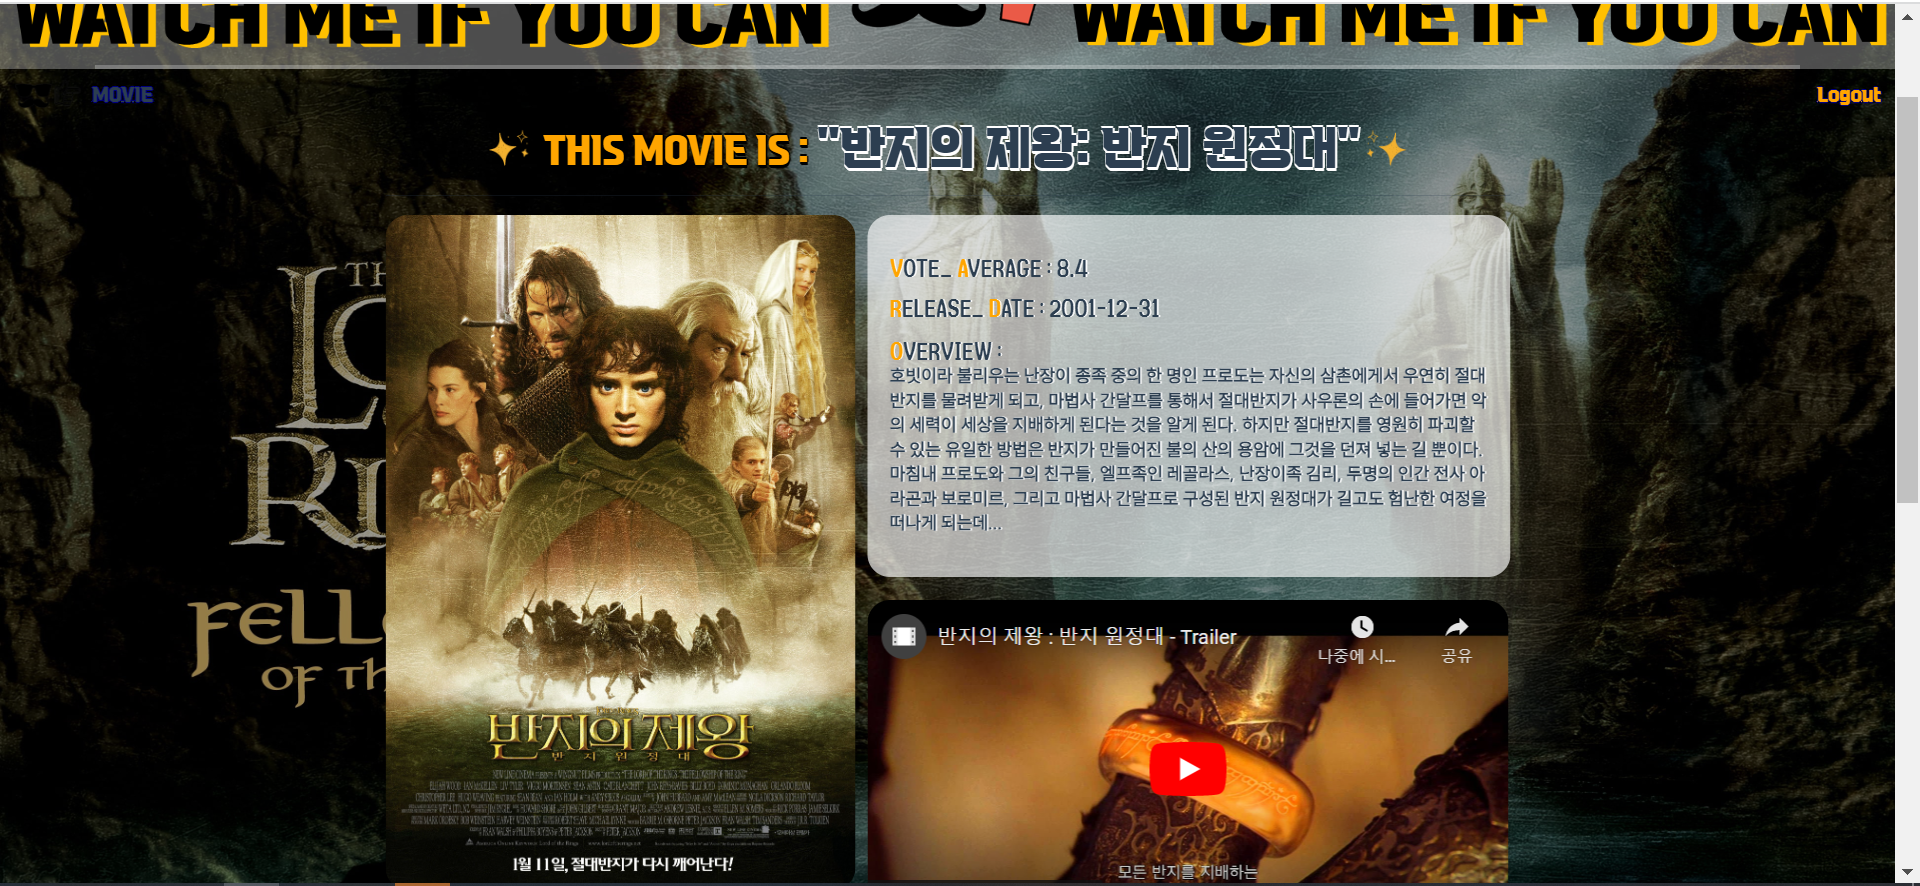 WATCH ME IF YOU CAN
WATCH ME IF YOU CAN
MOVIE
Logout
THIS MOVIE IS : "반지의 제왕: 반지 원정대"
VOTE_ AVERAGE : 8.4
RELEASE_ DATE : 2001-12-31
OVERVIEW :
호빗이라 불리우는 난장이 종족 중의 한 명인 프로도는 자신의 삼촌에게서 우연히 절대
반지를 물려받게 되고, 마법사 간달프를 통해서 절대반지가 사우론의 손에 들어가면 악
의 세력이 세상을 지배하게 된다는 것을 알게 된다. 하지만 절대반지를 영원히 파괴할
수 있는 유일한 방법은 반지가 만들어진 불의 산의 용암에 그것을 던져 넣는 길 뿐이다.
마침내 프로도와 그의 친구들, 엘프족인 레골라스, 난장이족 김리, 두명의 인간 전사 아
라곤과 보로미르, 그리고 마법사 간달프로 구성된 반지 원정대가 길고도 험난한 여정을
떠나게 되는데...
반지의 제왕 : 반지 원정대 - Trailer
나중에 시...
공유
모든 반지를 지배하는
TH
LO
RI
FELL
OF TH
반지의 제왕
반지원정대
1월 11일, 절대반지가 다시 깨어난다!